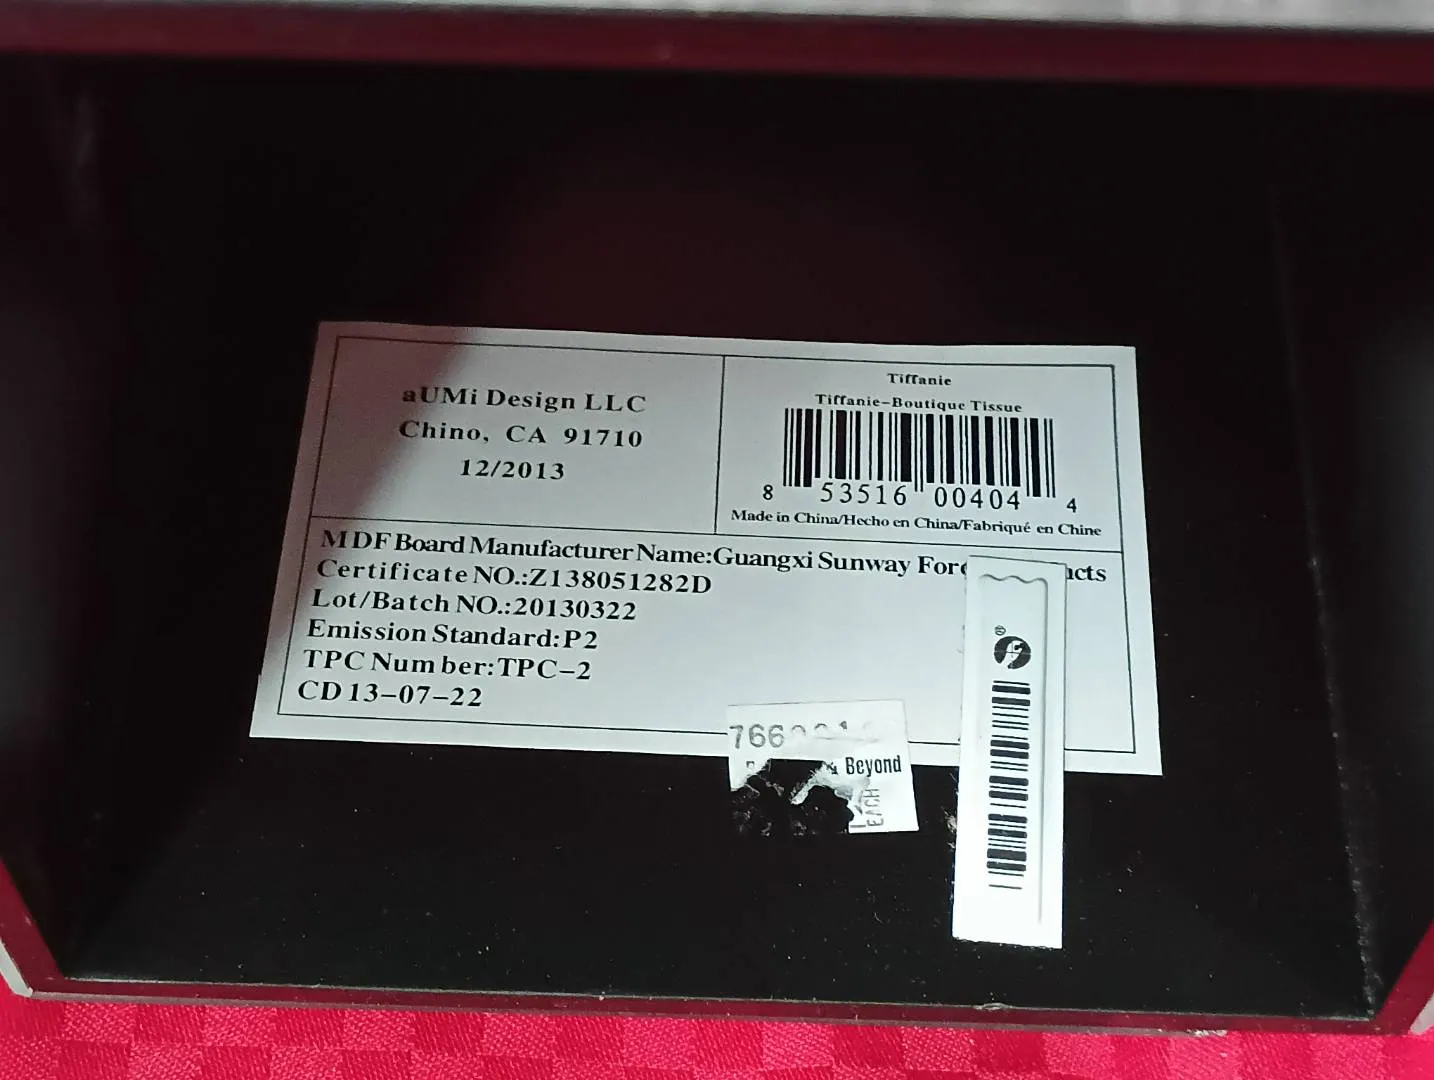 aUMi Design LLC
Chino, CA 91710
12/2013
Tiffanie
Tiffanie-Boutique Tissue
8 53516 00404 4
Made in China/Hecho en China/Fabriqué en Chine
MDF Board Manufacturer Name:Guangxi Sunway
Certificate NO.:Z138051282D
Lot/Batch NO.:20130322
Emission Standard:P2
TPC Number:TPC-2
CD 13-07-22
& Beyond
EACH
®